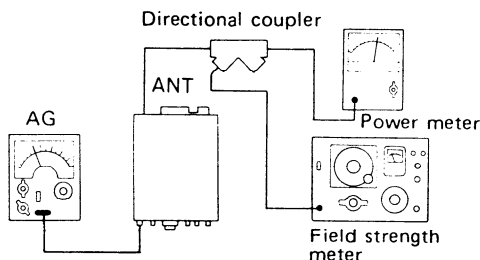 Directional coupler
ANT
AG
Power meter
Field strength
meter